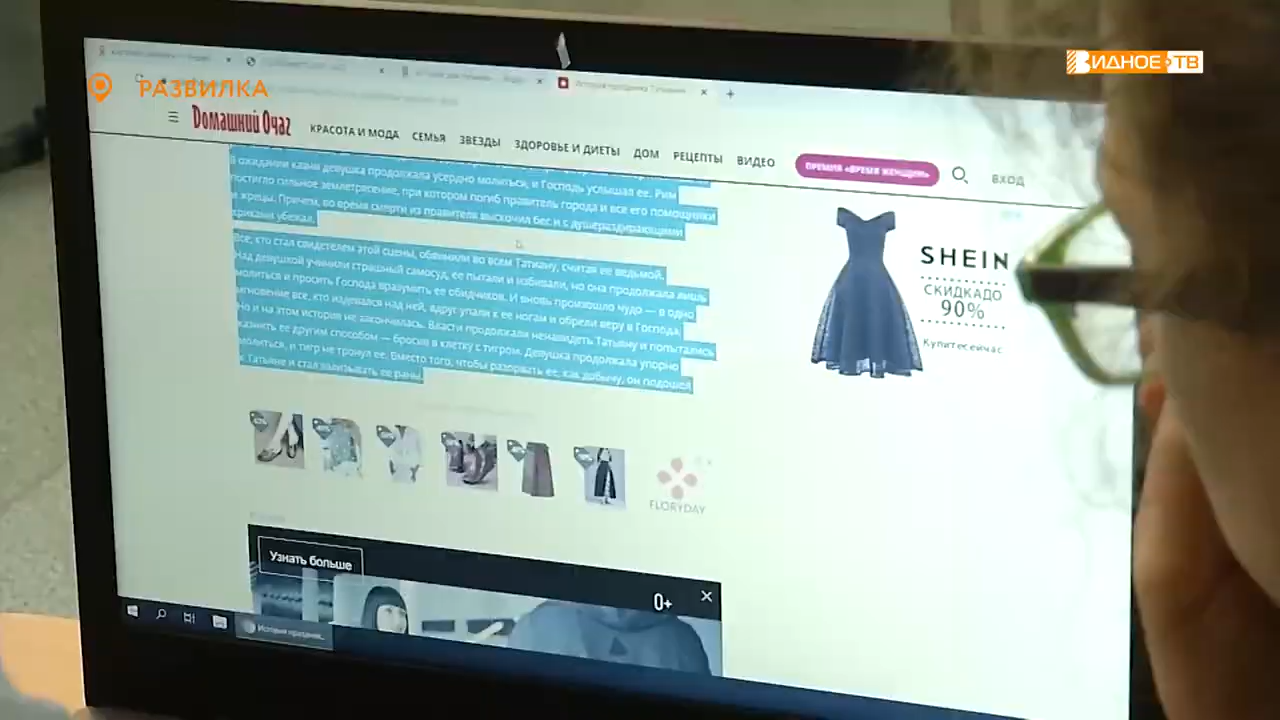 РАЗВИЛКА
ВИДНОЕ-ТВ
Домашний Очаг
КРАСОТА И МОДА СЕМЬЯ ЗВЕЗДЫ ЗДОРОВЬЕ И ДИЕТЫ ДОМ РЕЦЕПТЫ ВИДЕО ПРЕМИЯ «ВРЕМЯ ЖЕНЩИН» ВХОД
В ожидании казни девушка продолжала усердно молиться, и Господь услышал ее. Рим
постигло сильное землетрясение, при котором погиб правитель города и все его помощники
и жрецы. Причем, во время смерти из правителя выскочил бес и с душераздирающими
криками убежал.
Все, кто стал свидетелем этой сцены, обвинили во всем Татиану, считая ее ведьмой.
Над девушкой учинили страшный самосуд, ее пытали и избивали, но она продолжала лишь
молиться и просить Господа вразумить ее обидчиков. И вновь произошло чудо — в одно
мгновение все, кто издевался над ней, вдруг упали к ее ногам и обрели веру в Господа.
Но и на этом история не закончилась. Власти продолжали ненавидеть Татьяну и попытались
казнить ее другим способом — бросив в клетку с тигром. Девушка продолжала упорно
молиться, и тигр не тронул ее. Вместо того, чтобы разорвать ее, как добычу, он подошел
к Татьяне и стал зализывать ее раны.
SHEIN
СКИДКАДО
90%
Купитесейчас
FLORYDAY
Узнать больше
0+
История праздник...